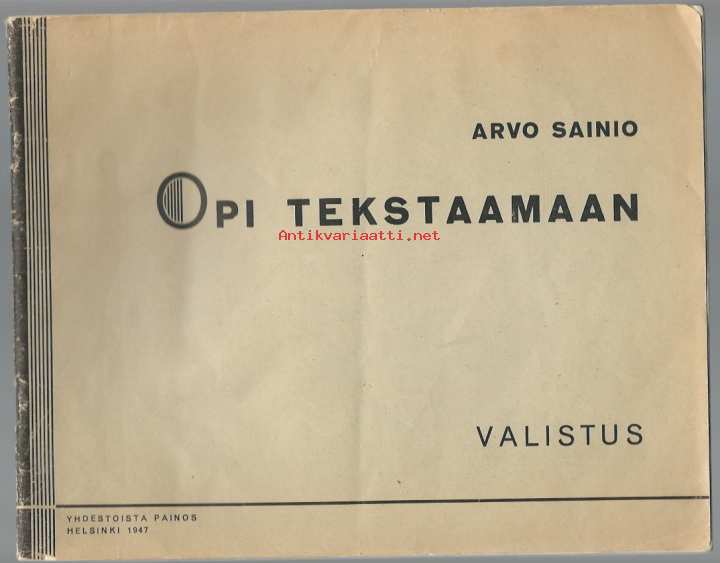 ARVO SAINIO
OPI TEKSTAAMAAN
Antikvariaatti.net
VALISTUS
YHDESTOISTA PAINOS
HELSINKI 1947